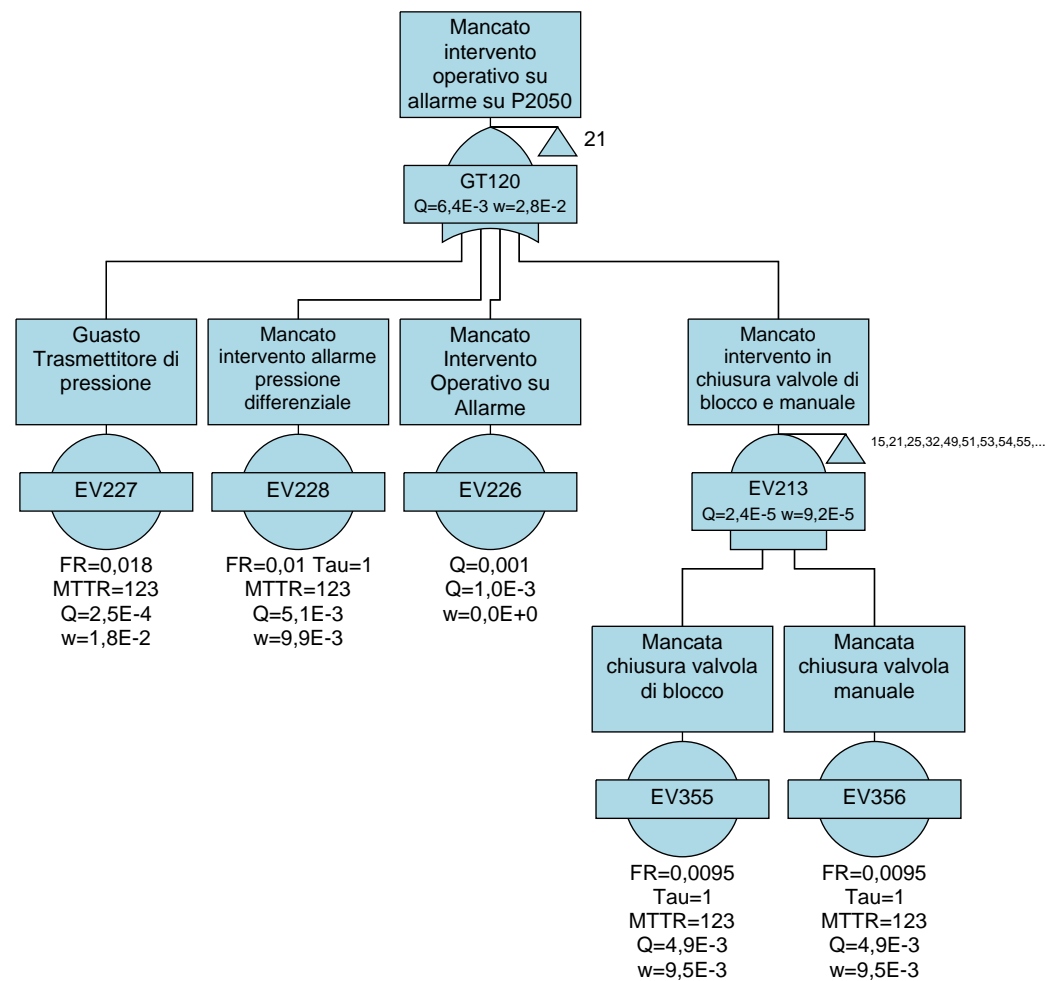 Mancato
intervento
operativo su
allarme su P2050
21
GT120
Q=6,4E-3 w=2,8E-2
Guasto
Trasmettitore di
pressione
Mancato
intervento allarme
pressione
differenziale
Mancato
Intervento
Operativo su
Allarme
Mancato
intervento in
chiusura valvole di
blocco e manuale
15,21,25,32,49,51,53,54,55,...
EV227
FR=0,018
MTTR=123
Q=2,5E-4
w=1,8E-2
EV228
FR=0,01 Tau=1
MTTR=123
Q=5,1E-3
w=9,9E-3
EV226
Q=0,001
Q=1,0E-3
w=0,0E+0
EV213
Q=2,4E-5 w=9,2E-5
Mancata
chiusura valvola
di blocco
Mancata
chiusura valvola
manuale
EV355
FR=0,0095
Tau=1
MTTR=123
Q=4,9E-3
w=9,5E-3
EV356
FR=0,0095
Tau=1
MTTR=123
Q=4,9E-3
w=9,5E-3